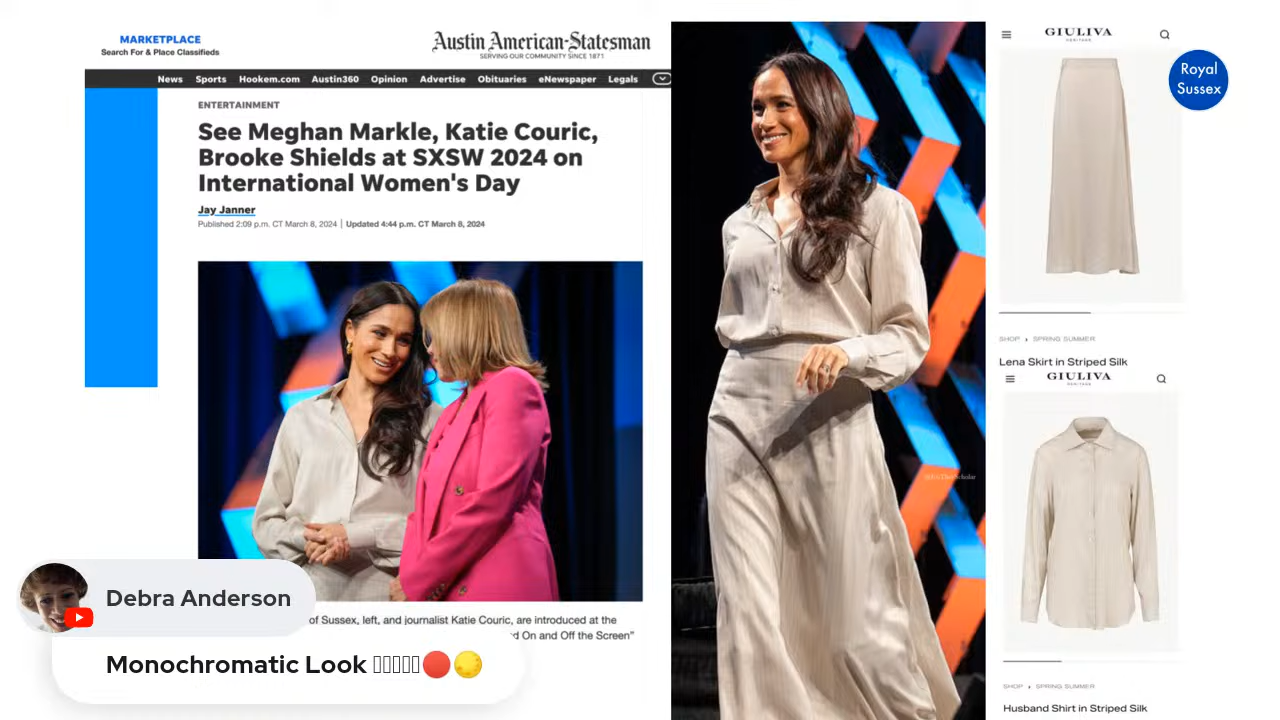 MARKETPLACE
Search For & Place Classifieds
Austin American-Statesman
SERVING OUR COMMUNITY SINCE 1871
News Sports Hookem.com Austin360 Opinion Advertise Obituaries eNewspaper Legals
ENTERTAINMENT
See Meghan Markle, Katie Couric,
Brooke Shields at SXSW 2024 on
International Women's Day
Jay Janner
Published 2:09 p.m. CT March 8, 2024 | Updated 4:44 p.m. CT March 8, 2024
of Sussex, left, and journalist Katie Couric, are introduced at the
d On and Off the Screen"
Debra Anderson
Monochromatic Look
GIULIVA
HERITAGE
Royal
Sussex
SHOP › SPRING SUMMER
Lena Skirt in Striped Silk
GIULIVA
HERITAGE
SHOP › SPRING SUMMER
Husband Shirt in Striped Silk